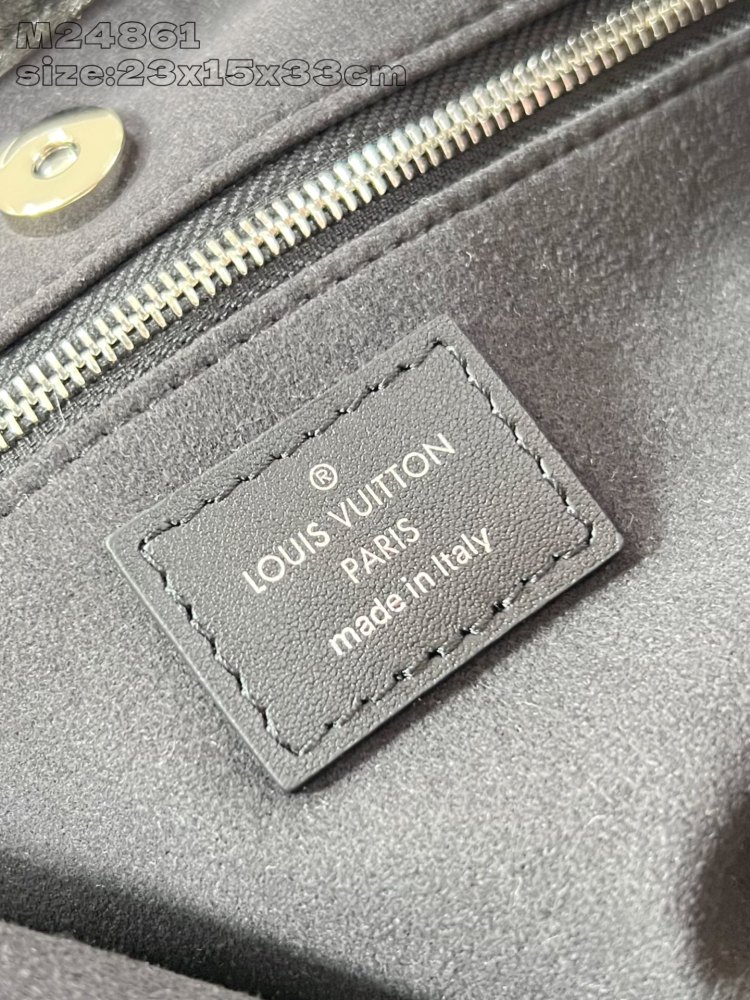 M24861
size:23x15x33cm
®
LOUIS VUITTON
PARIS
made in Italy